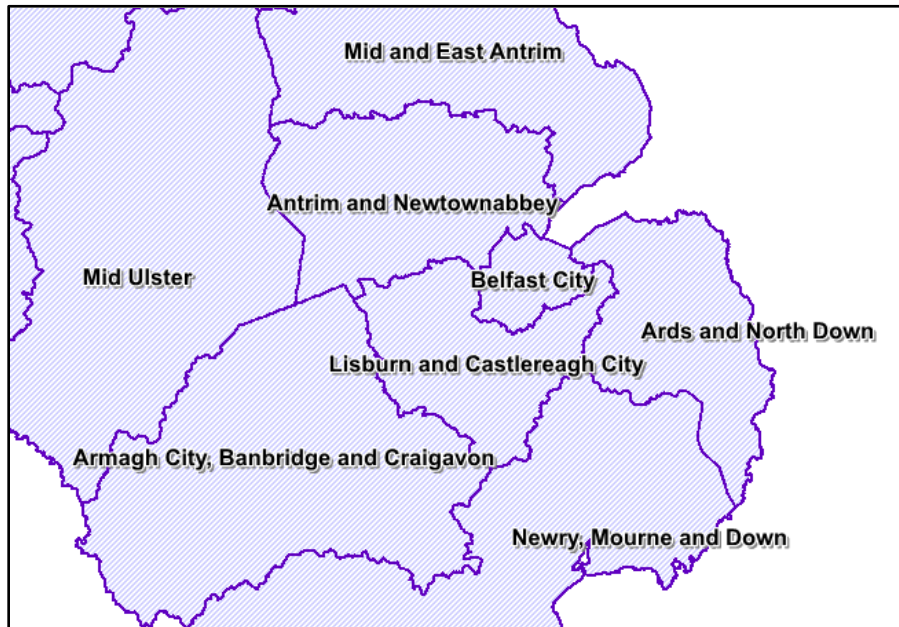 Mid and East Antrim
Antrim and Newtownabbey
Mid Ulster
Belfast City
Ards and North Down
Lisburn and Castlereagh City
Armagh City, Banbridge and Craigavon
Newry, Mourne and Down